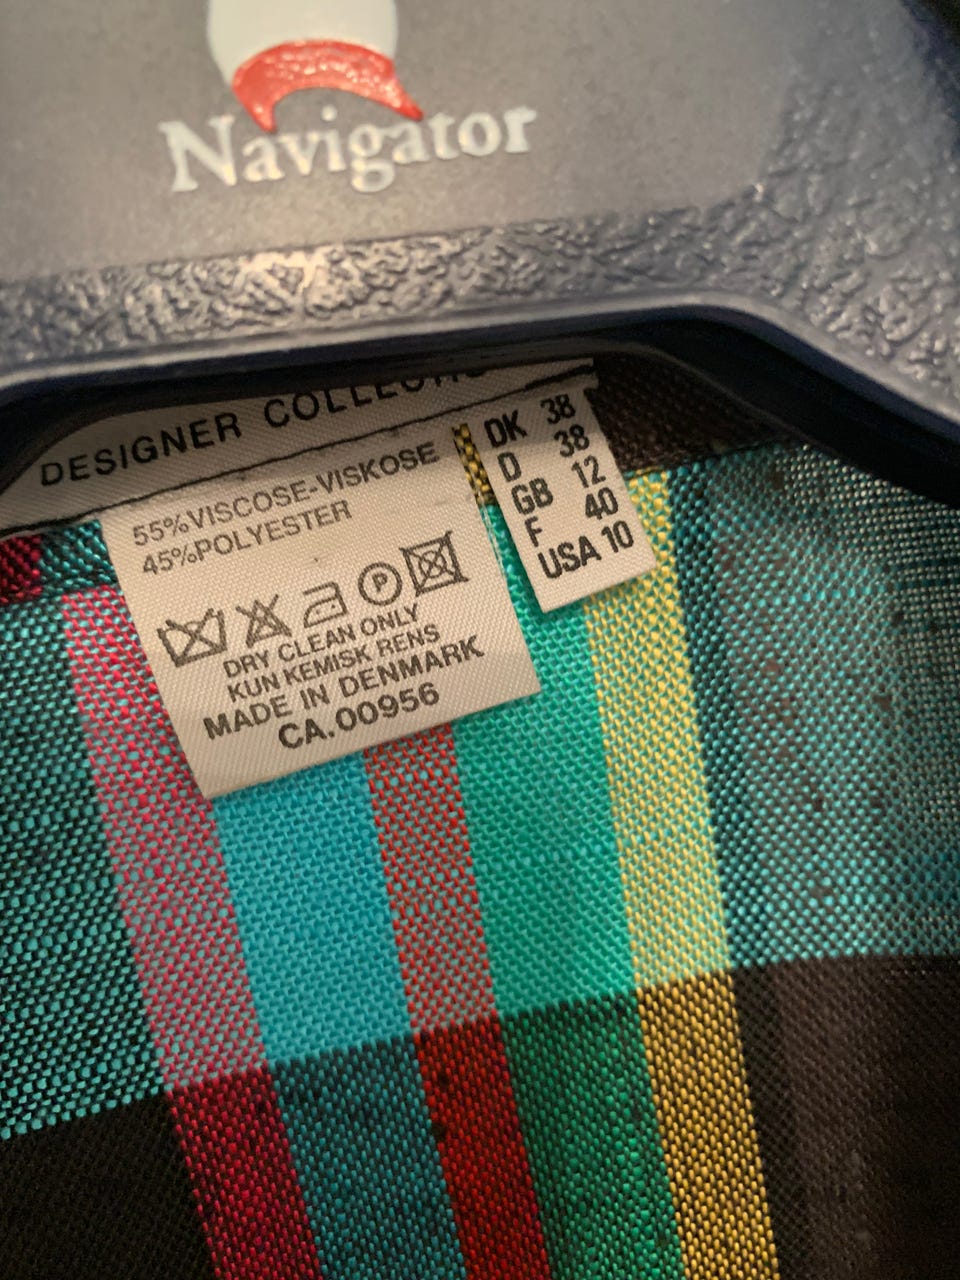 Navigator
DESIGNER COLLECTION
55%VISCOSE-VISKOSE
45%POLYESTER
P
DRY CLEAN ONLY
KUN KEMISK RENS
MADE IN DENMARK
CA.00956
DK 38
D 38
GB 12
F 40
USA 10